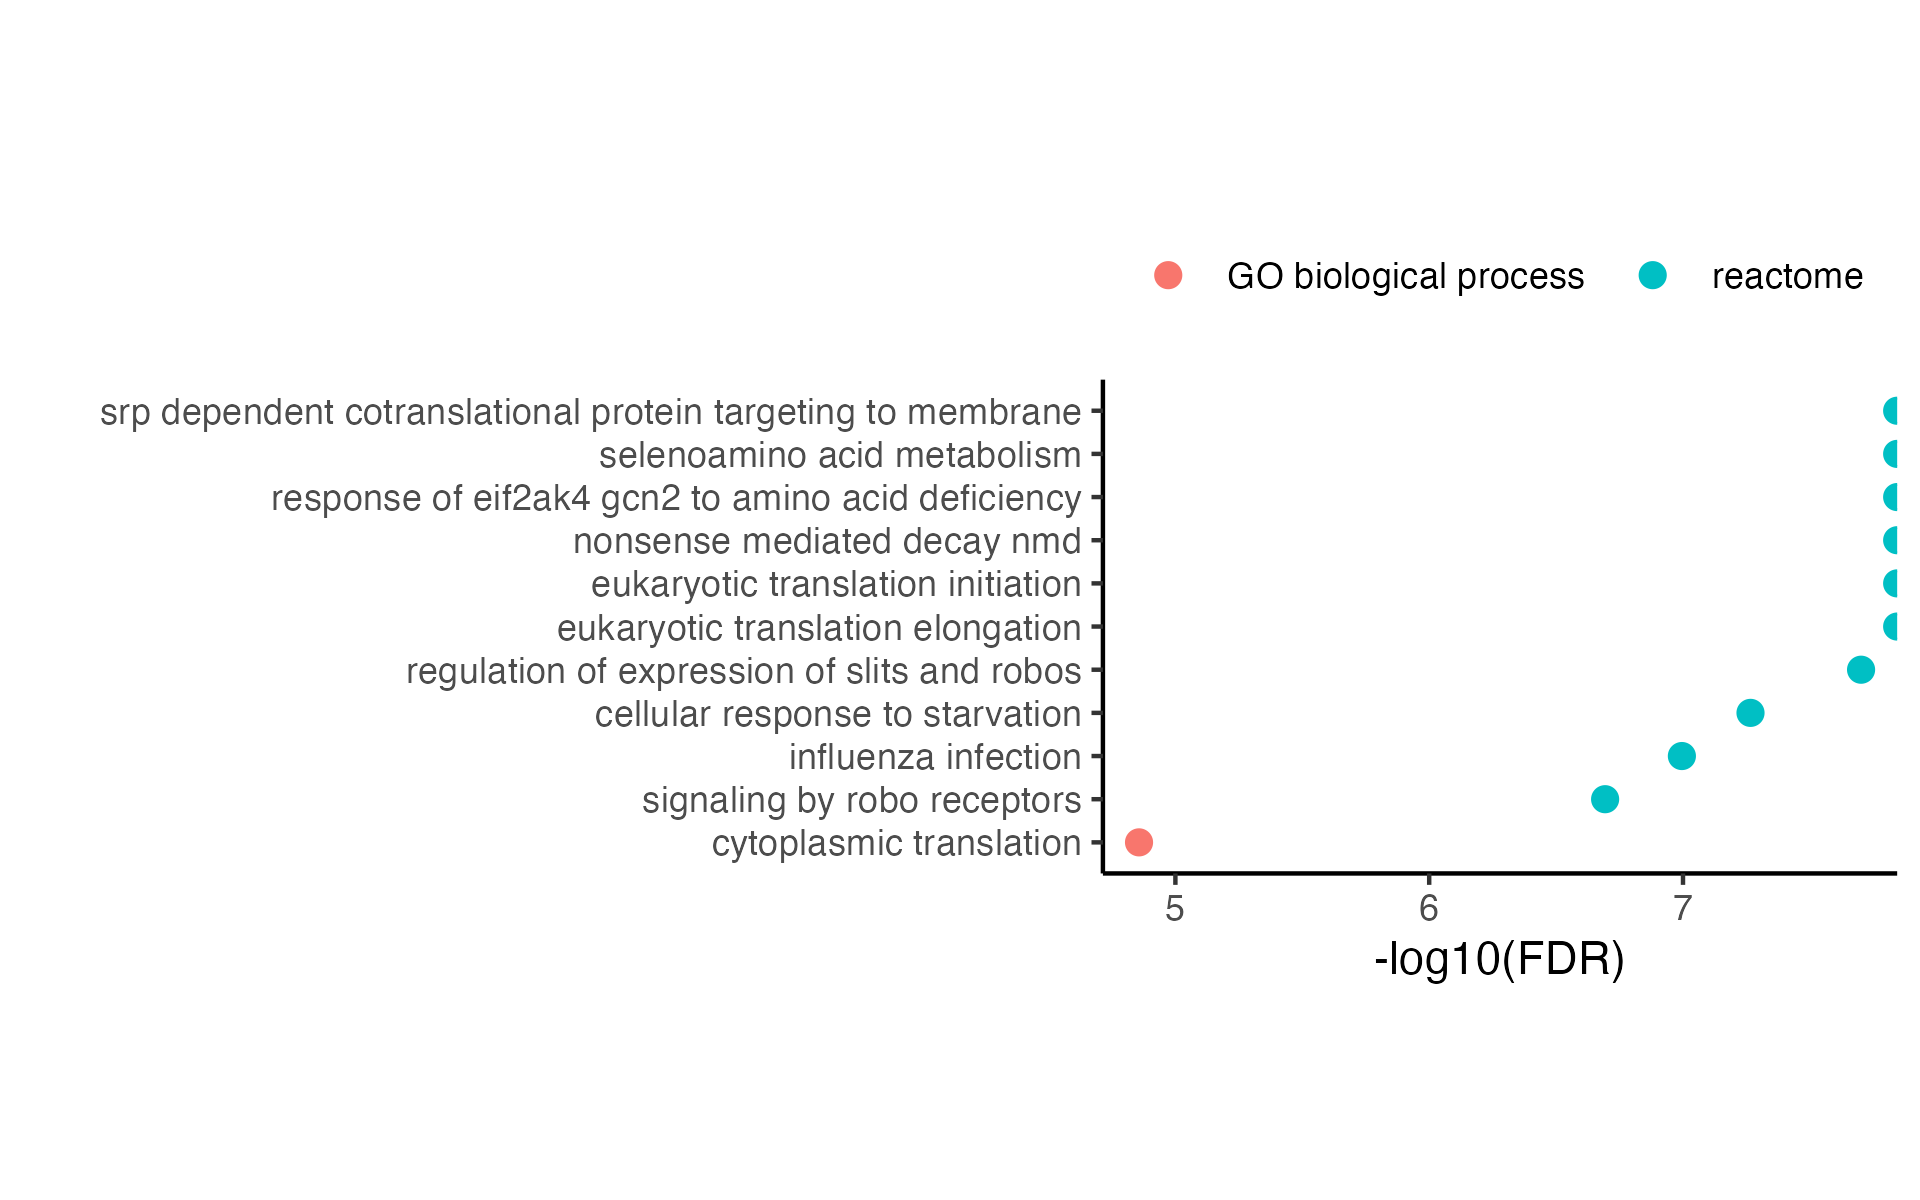 GO biological process reactome
srp dependent cotranslational protein targeting to membrane
selenoamino acid metabolism
response of eif2ak4 gcn2 to amino acid deficiency
nonsense mediated decay nmd
eukaryotic translation initiation
eukaryotic translation elongation
regulation of expression of slits and robos
cellular response to starvation
influenza infection
signaling by robo receptors
cytoplasmic translation
5 6 7
-log10(FDR)